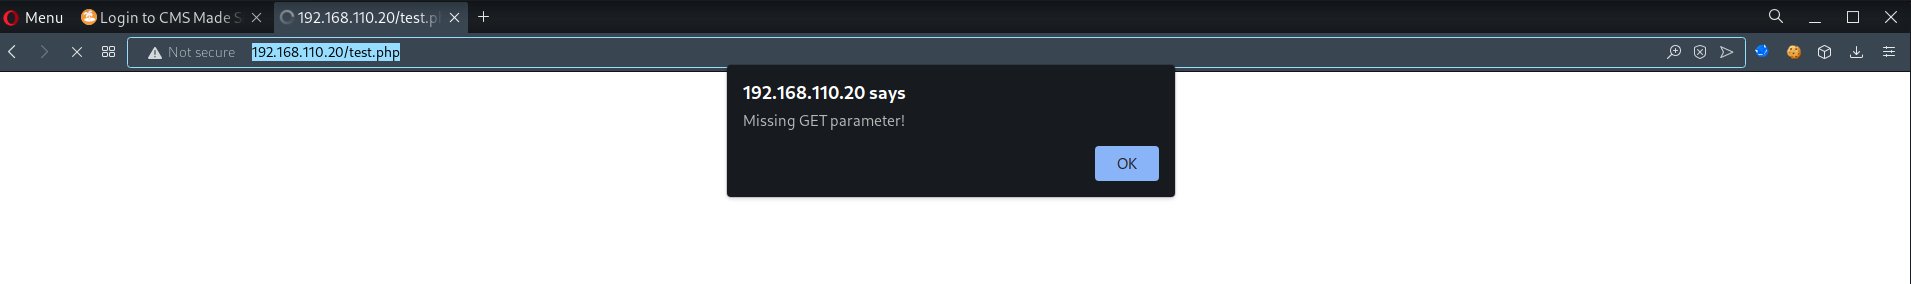 Menu
Login to CMS Made S
192.168.110.20/test.p
Not secure 192.168.110.20/test.php
192.168.110.20 says
Missing GET parameter!
OK